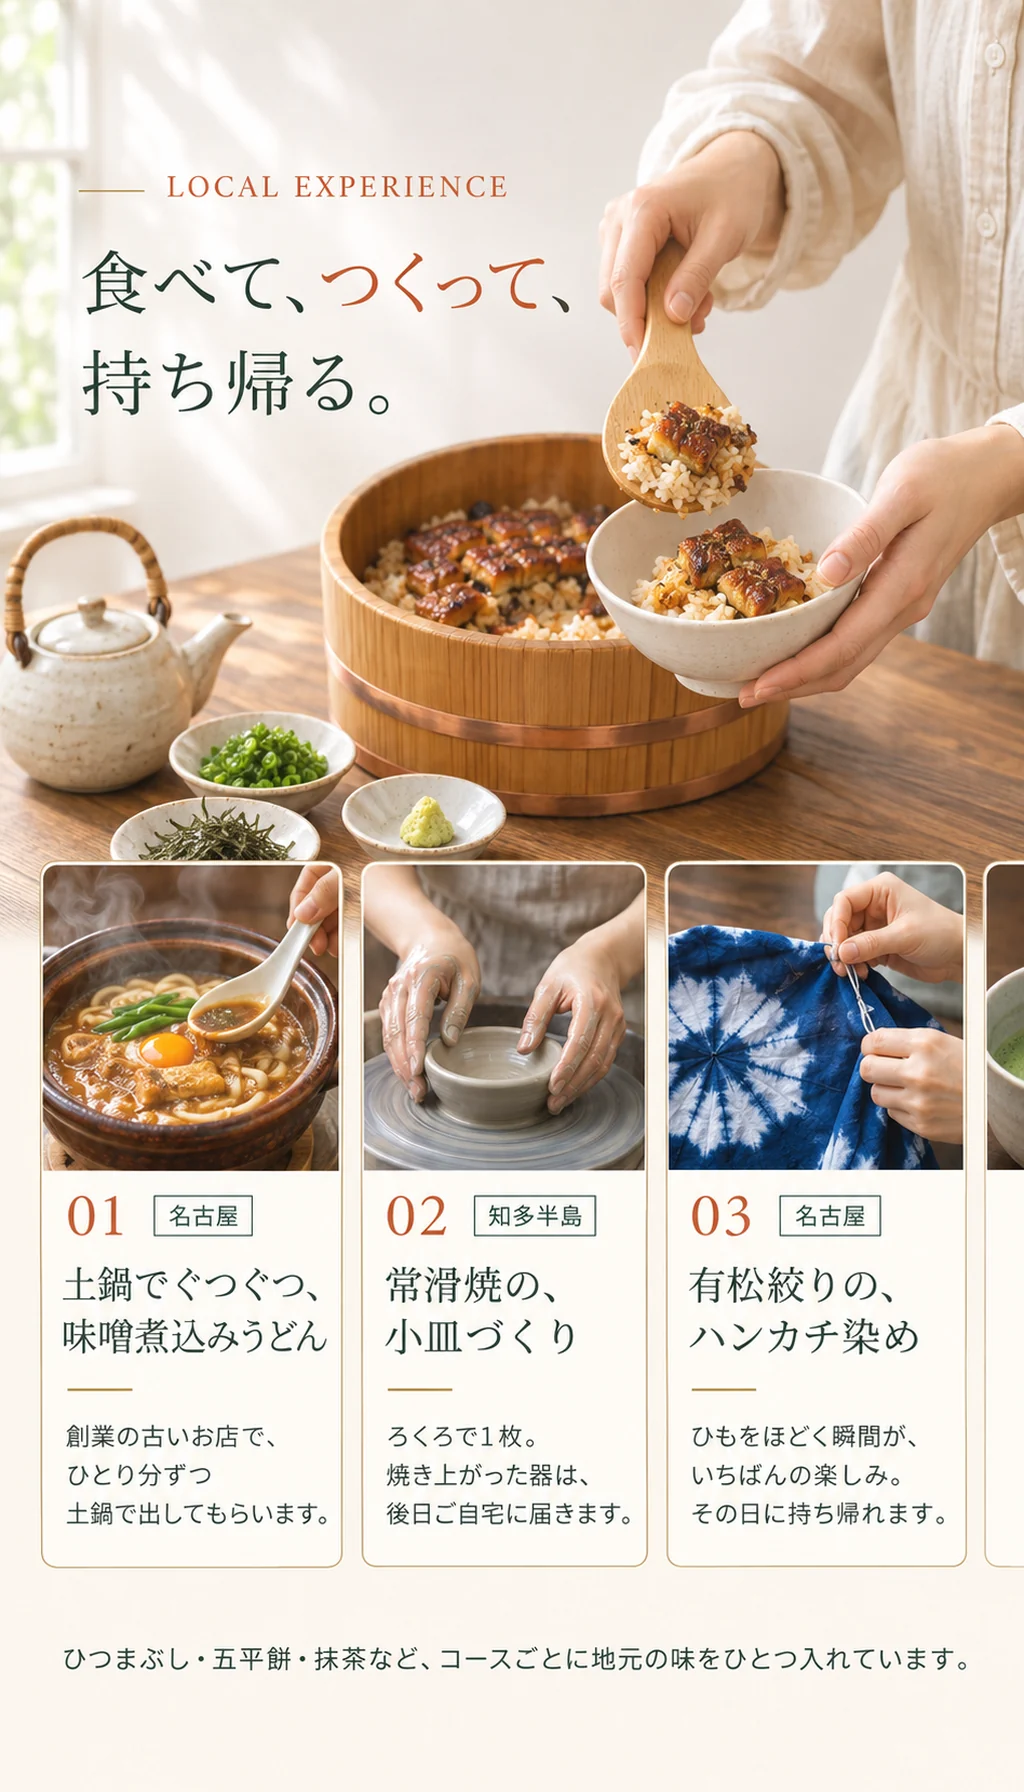 LOCAL EXPERIENCE
食べて、つくって、
持ち帰る。
01 名古屋
土鍋でぐつぐつ、
味噌煮込みうどん
創業の古いお店で、
ひとり分ずつ
土鍋で出してもらいます。
02 知多半島
常滑焼の、
小皿づくり
ろくろで1枚。
焼き上がった器は、
後日ご自宅に届きます。
03 名古屋
有松絞りの、
ハンカチ染め
ひもをほどく瞬間が、
いちばんの楽しみ。
その日に持ち帰れます。
ひつまぶし・五平餅・抹茶など、コースごとに地元の味をひとつ入れています。